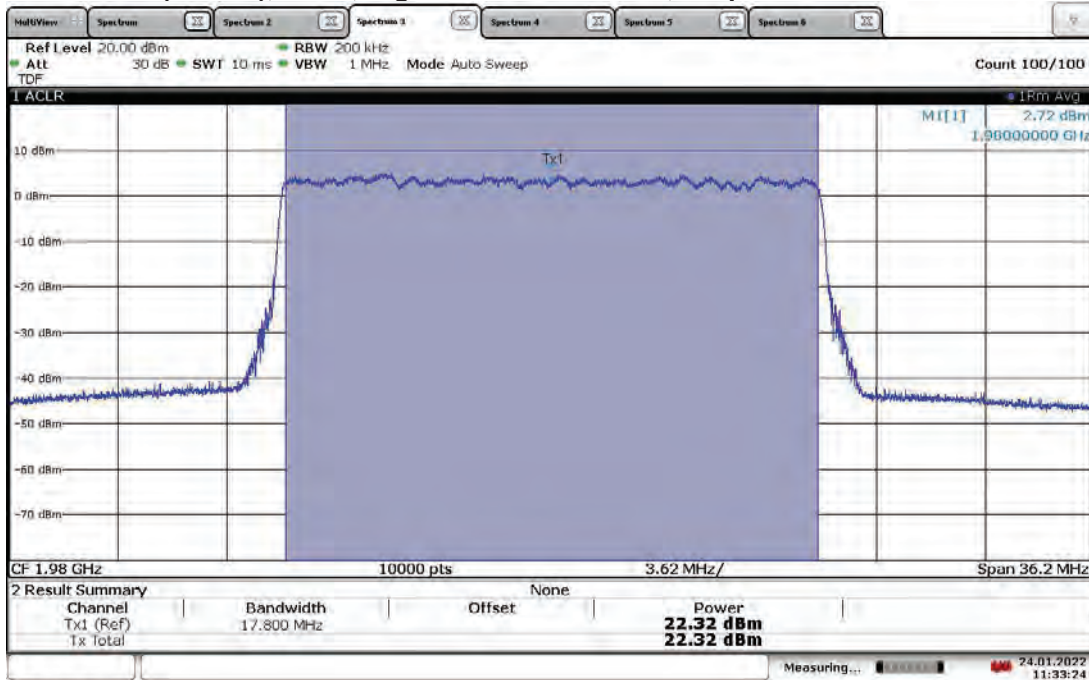 MultiView Spectrum Spectrum 2 Spectrum 3 Spectrum 4 Spectrum 5 Spectrum 6
Ref Level 20.00 dBm RBW 200 kHz
Att 30 dB SWT 10 ms VBW 1 MHz Mode Auto Sweep Count 100/100
TDF
1 ACLR 1Rm Avg
M1[1] 2.72 dBm
1.98000000 GHz
10 dBm
Tx1
0 dBm
-10 dBm
-20 dBm
-30 dBm
-40 dBm
-50 dBm
-60 dBm
-70 dBm
CF 1.98 GHz 10000 pts 3.62 MHz/ Span 36.2 MHz
2 Result Summary None
Channel Bandwidth Offset Power
Tx1 (Ref) 17.800 MHz 22.32 dBm
Tx Total 22.32 dBm
Measuring... 24.01.2022
11:33:24